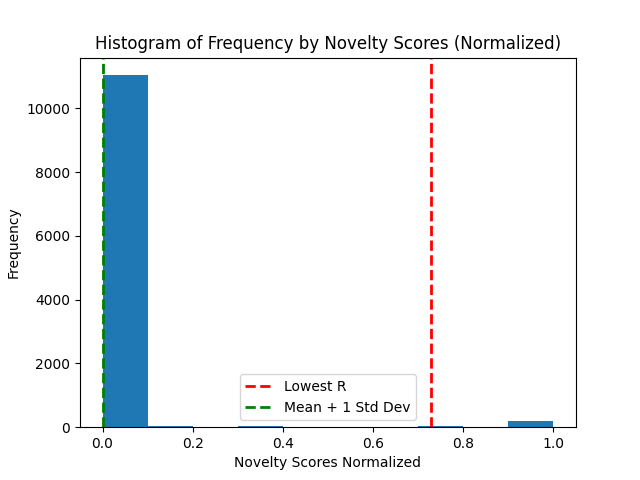 Histogram of Frequency by Novelty Scores (Normalized)
Frequency
10000
8000
6000
4000
2000
0
Lowest R
Mean + 1 Std Dev
0.0 0.2 0.4 0.6 0.8 1.0
Novelty Scores Normalized